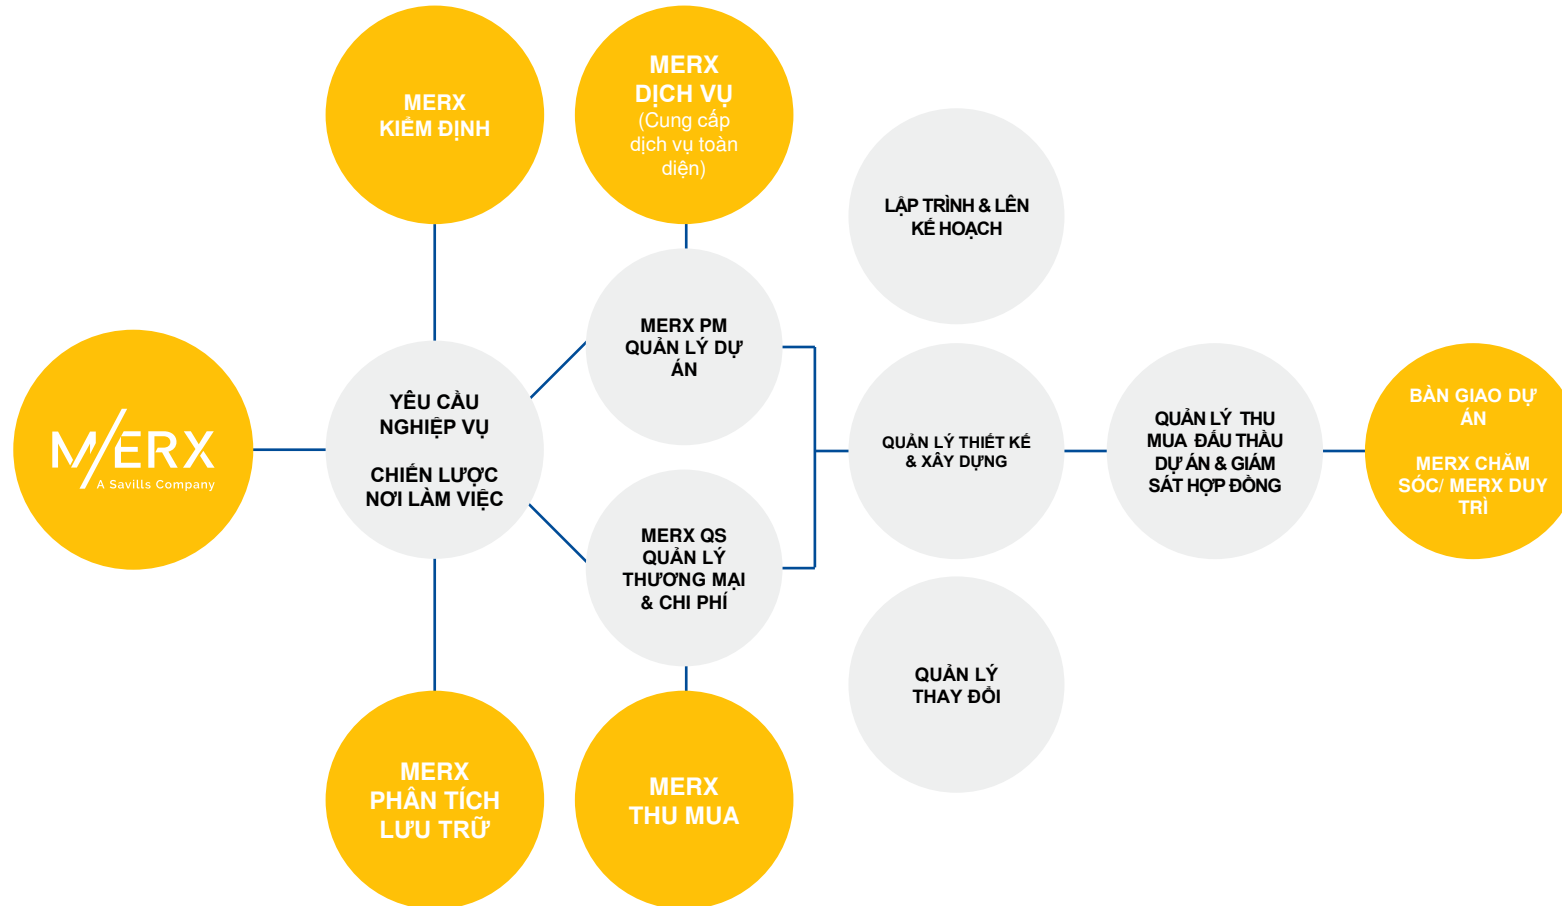 MERX
A Savills Company
MERX
KIỂM ĐỊNH
YÊU CẦU
NGHIỆP VỤ
CHIẾN LƯỢC
NƠI LÀM VIỆC
MERX
PHÂN TÍCH
LƯU TRỮ
MERX
DỊCH VỤ
(Cung cấp
dịch vụ toàn
diện)
MERX PM
QUẢN LÝ DỰ
ÁN
MERX QS
QUẢN LÝ
THƯƠNG MẠI
& CHI PHÍ
MERX
THU MUA
LẬP TRÌNH & LÊN
KẾ HOẠCH
QUẢN LÝ THIẾT KẾ
& XÂY DỰNG
QUẢN LÝ
THAY ĐỔI
QUẢN LÝ THU
MUA ĐẤU THẦU
DỰ ÁN & GIÁM
SÁT HỢP ĐỒNG
BÀN GIAO DỰ
ÁN
MERX CHĂM
SÓC/ MERX DUY
TRÌ